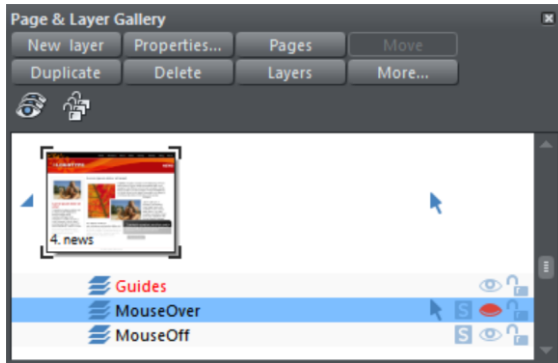 Page & Layer Gallery
New layer Properties... Pages Move
Duplicate Delete Layers More...
4. news
Guides
MouseOver
S
MouseOff
S